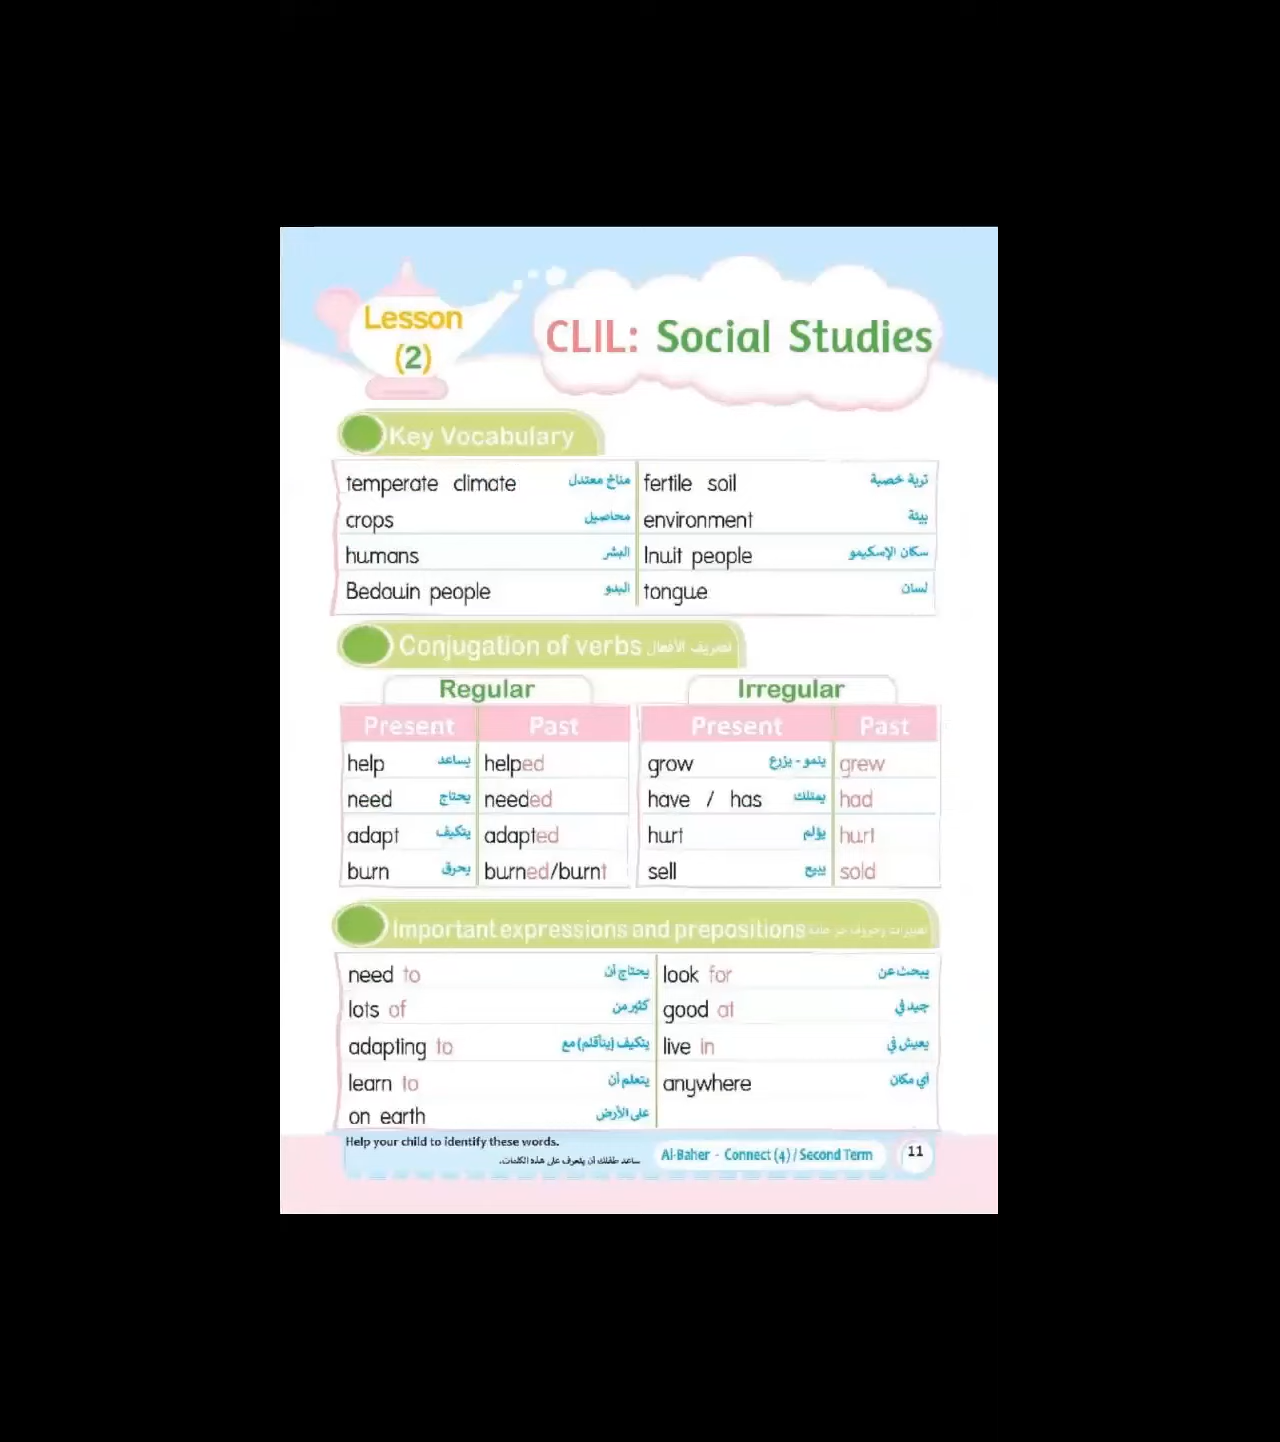 Lesson
(2)
CLIL: Social Studies
Key Vocabulary
temperate climate مناخ معتدل fertile soil تربة خصبة
crops محاصيل environment بيئة
humans البشر Inuit people سكان الإسكيمو
Bedouin people البدو tongue لسان
Conjugation of verbs تصريف الأفعال
Regular Irregular
Present Past Present Past
help يساعد helped grow ينمو - يزرع grew
need يحتاج needed have / has يمتلك had
adapt يتكيف adapted hurt يؤلم hurt
burn يحرق burned/burnt sell يبيع sold
Important expressions and prepositions تعبيرات وحروف جر
need to يحتاج أن look for يبحث عن
lots of كثير من good at جيد في
adapting to يتكيف (يتأقلم) مع live in يعيش في
learn to يتعلم أن anywhere أي مكان
on earth على الأرض
Help your child to identify these words.
ساعد طفلك أن يتعرف على هذه الكلمات.
Al-Baher - Connect (4) / Second Term 11